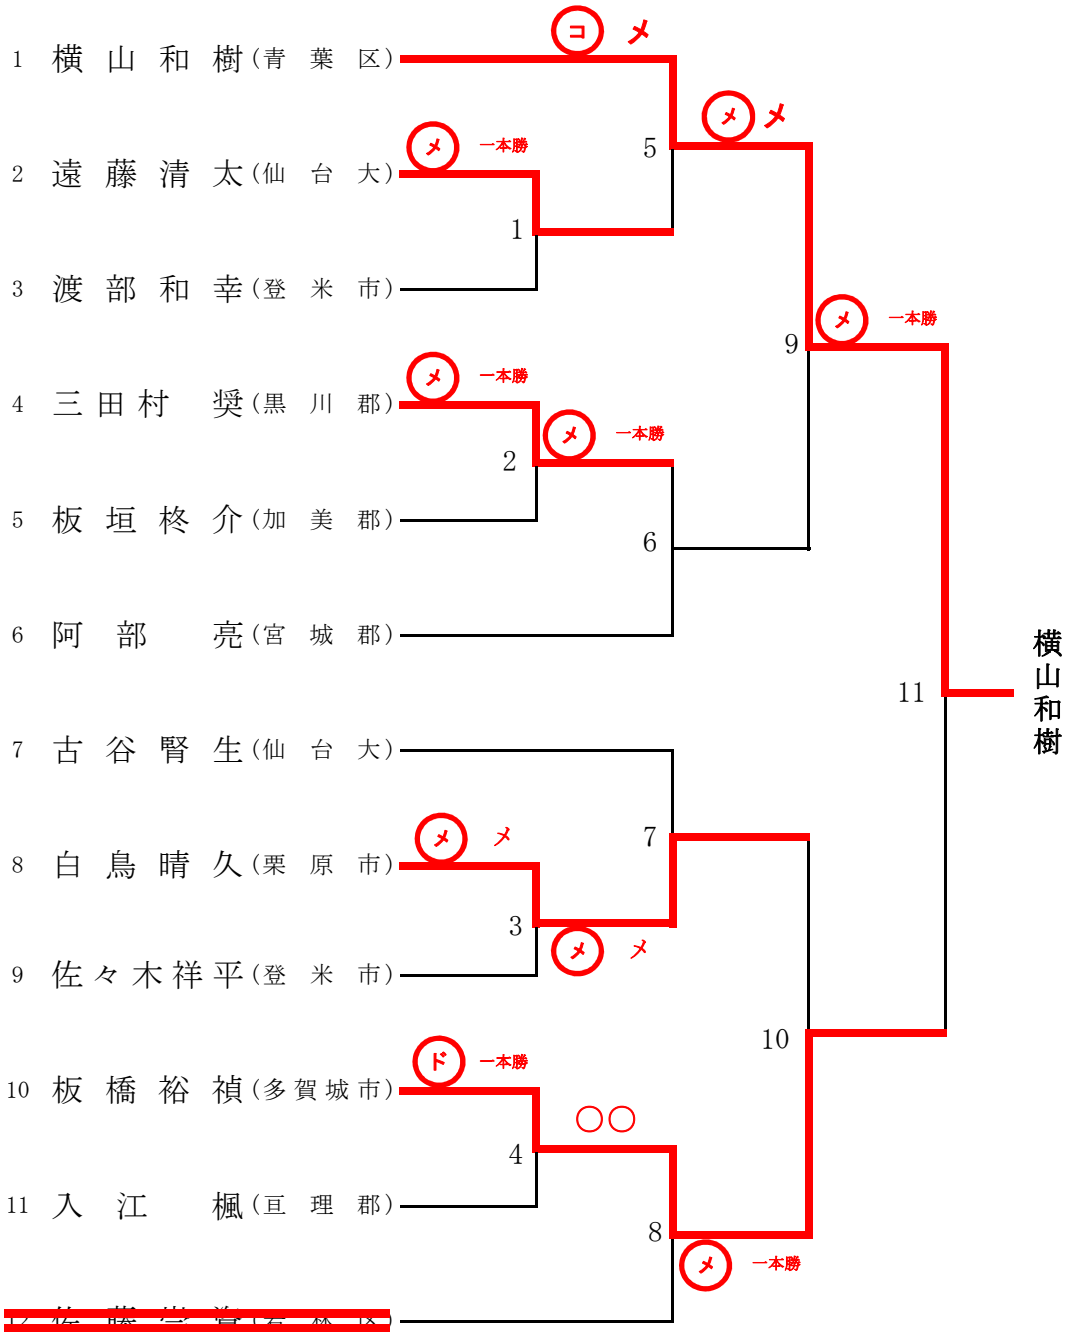 コ メ
1 横山和樹(青葉区)
メ メ
メ 一本勝
5
2 遠藤清太(仙台大)
1
3 渡部和幸(登米市)
メ 一本勝
9
メ 一本勝
4 三田村 奨(黒川郡)
メ 一本勝
2
5 板垣柊介(加美郡)
6
6 阿部 亮(宮城郡)
横山和樹
11
7 古谷賢生(仙台大)
メ メ
7
8 白鳥晴久(栗原市)
3
メ メ
9 佐々木祥平(登米市)
10
ド 一本勝
10 板橋裕禎(多賀城市)
○○
4
11 入江 楓(亘理郡)
8
メ 一本勝